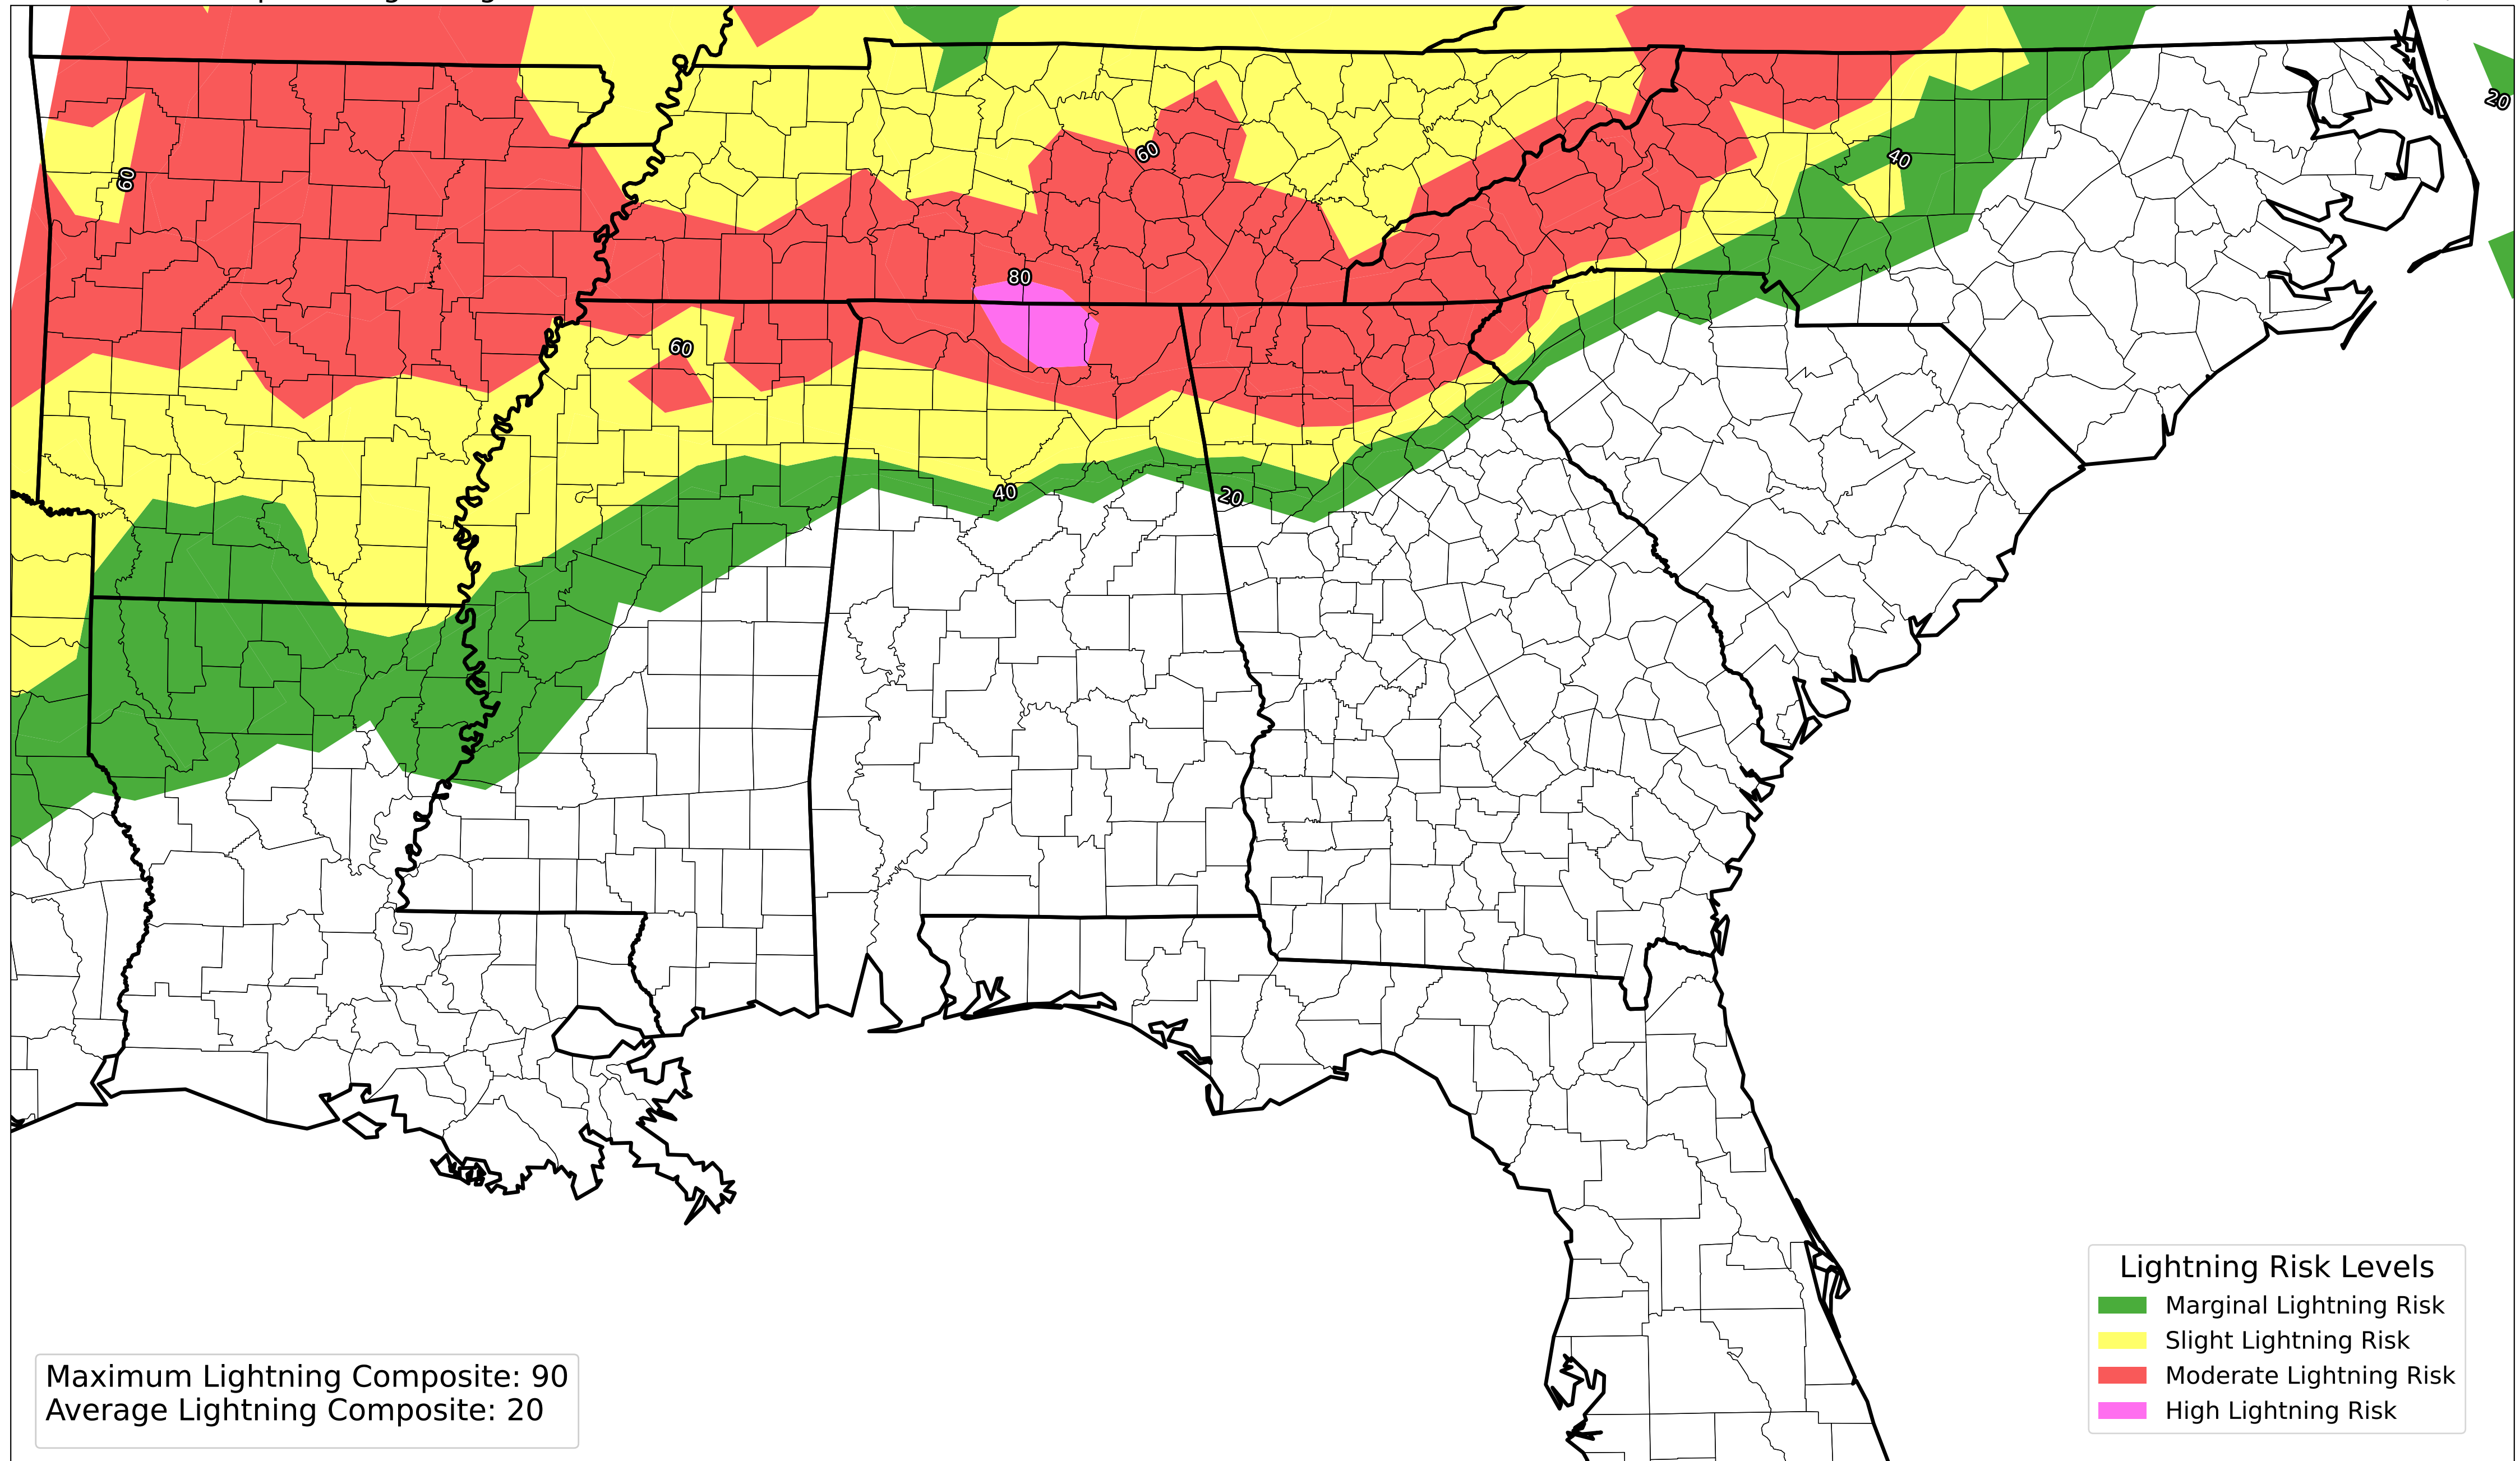 20
40
60
60
80
60
40
20
Lightning Risk Levels
Marginal Lightning Risk
Slight Lightning Risk
Moderate Lightning Risk
High Lightning Risk
Maximum Lightning Composite: 90
Average Lightning Composite: 20